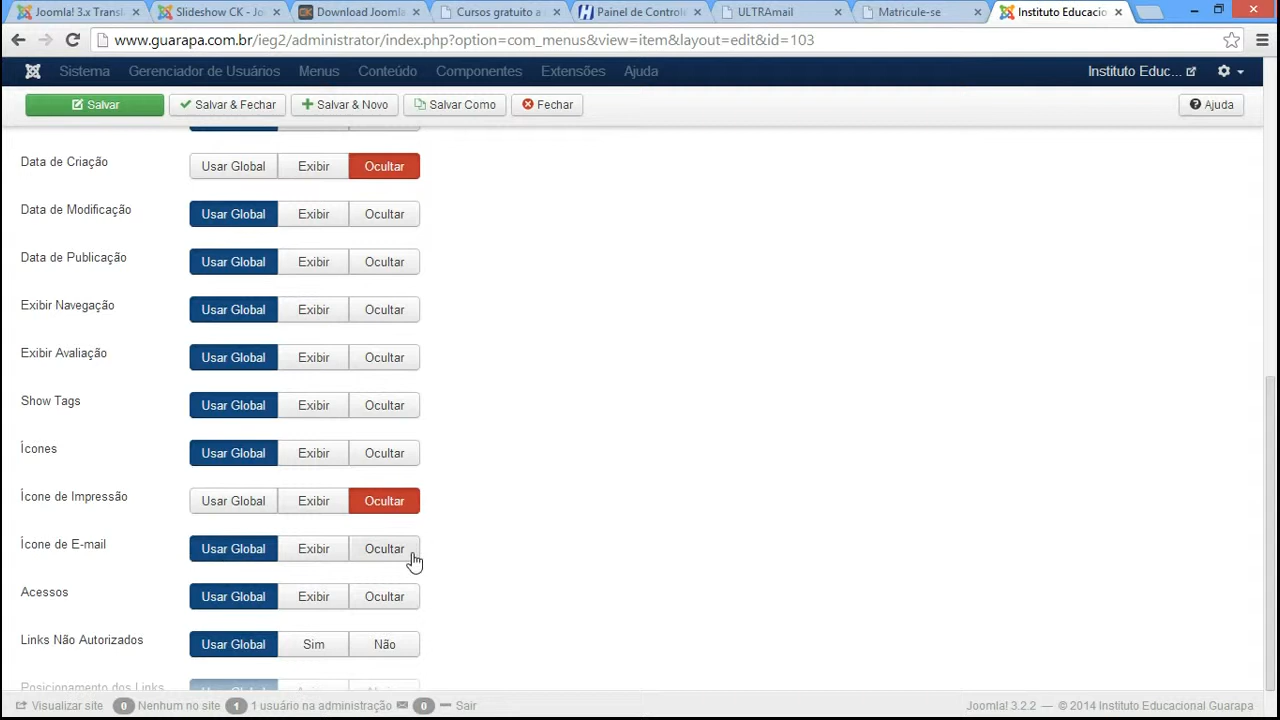 Joomla! 3.x Transl
Slideshow CK - Jo
Download Joomla
Cursos gratuito a
Painel de Control
ULTRAmail
Matricule-se
Instituto Educacio
www.guarapa.com.br/ieg2/administrator/index.php?option=com_menus&view=item&layout=edit&id=103
Sistema Gerenciador de Usuários Menus Conteúdo Componentes Extensões Ajuda Instituto Educ...
Salvar Salvar & Fechar Salvar & Novo Salvar Como Fechar Ajuda
Data de Criação Usar Global Exibir Ocultar
Data de Modificação Usar Global Exibir Ocultar
Data de Publicação Usar Global Exibir Ocultar
Exibir Navegação Usar Global Exibir Ocultar
Exibir Avaliação Usar Global Exibir Ocultar
Show Tags Usar Global Exibir Ocultar
Ícones Usar Global Exibir Ocultar
Ícone de Impressão Usar Global Exibir Ocultar
Ícone de E-mail Usar Global Exibir Ocultar
Acessos Usar Global Exibir Ocultar
Links Não Autorizados Usar Global Sim Não
Posicionamento dos Links Usar Global
Visualizar site 0 Nenhum no site 1 1 usuário na administração 0 Sair Joomla! 3.2.2 — © 2014 Instituto Educacional Guarapa